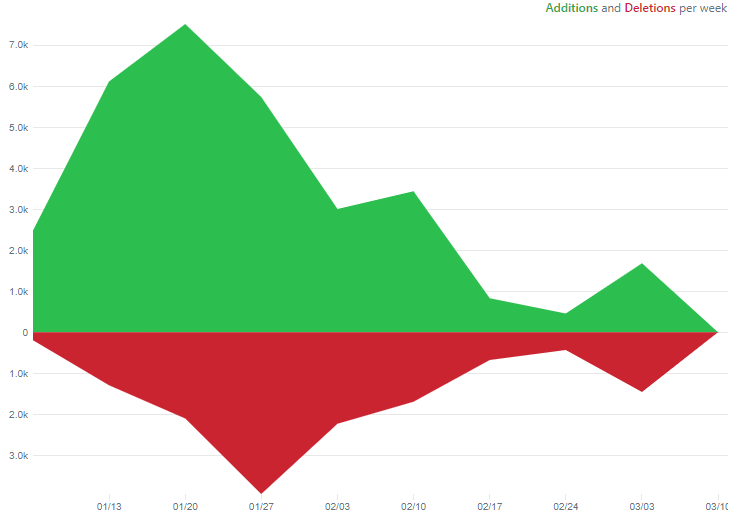 Additions and Deletions per week
7.0k
6.0k
5.0k
4.0k
3.0k
2.0k
1.0k
0
1.0k
2.0k
3.0k
01/13 01/20 01/27 02/03 02/10 02/17 02/24 03/03 03/10